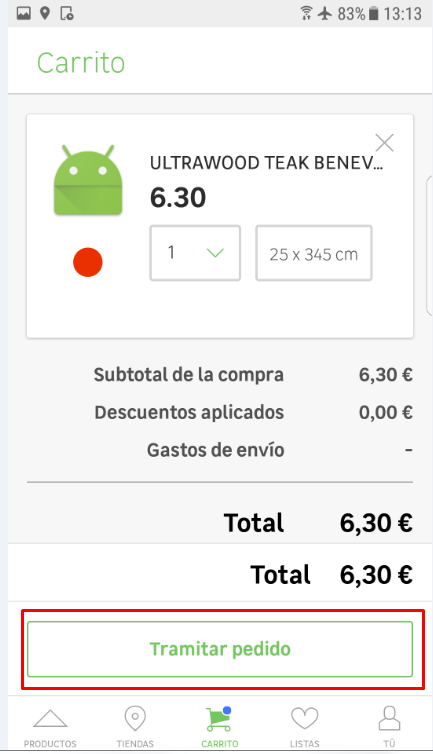 83% 13:13
Carrito
ULTRAWOOD TEAK BENEV...
6.30
1
25 x 345 cm
Subtotal de la compra 6,30 €
Descuentos aplicados 0,00 €
Gastos de envío -
Total 6,30 €
Total 6,30 €
Tramitar pedido
PRODUCTOS TIENDAS CARRITO LISTAS TÚ